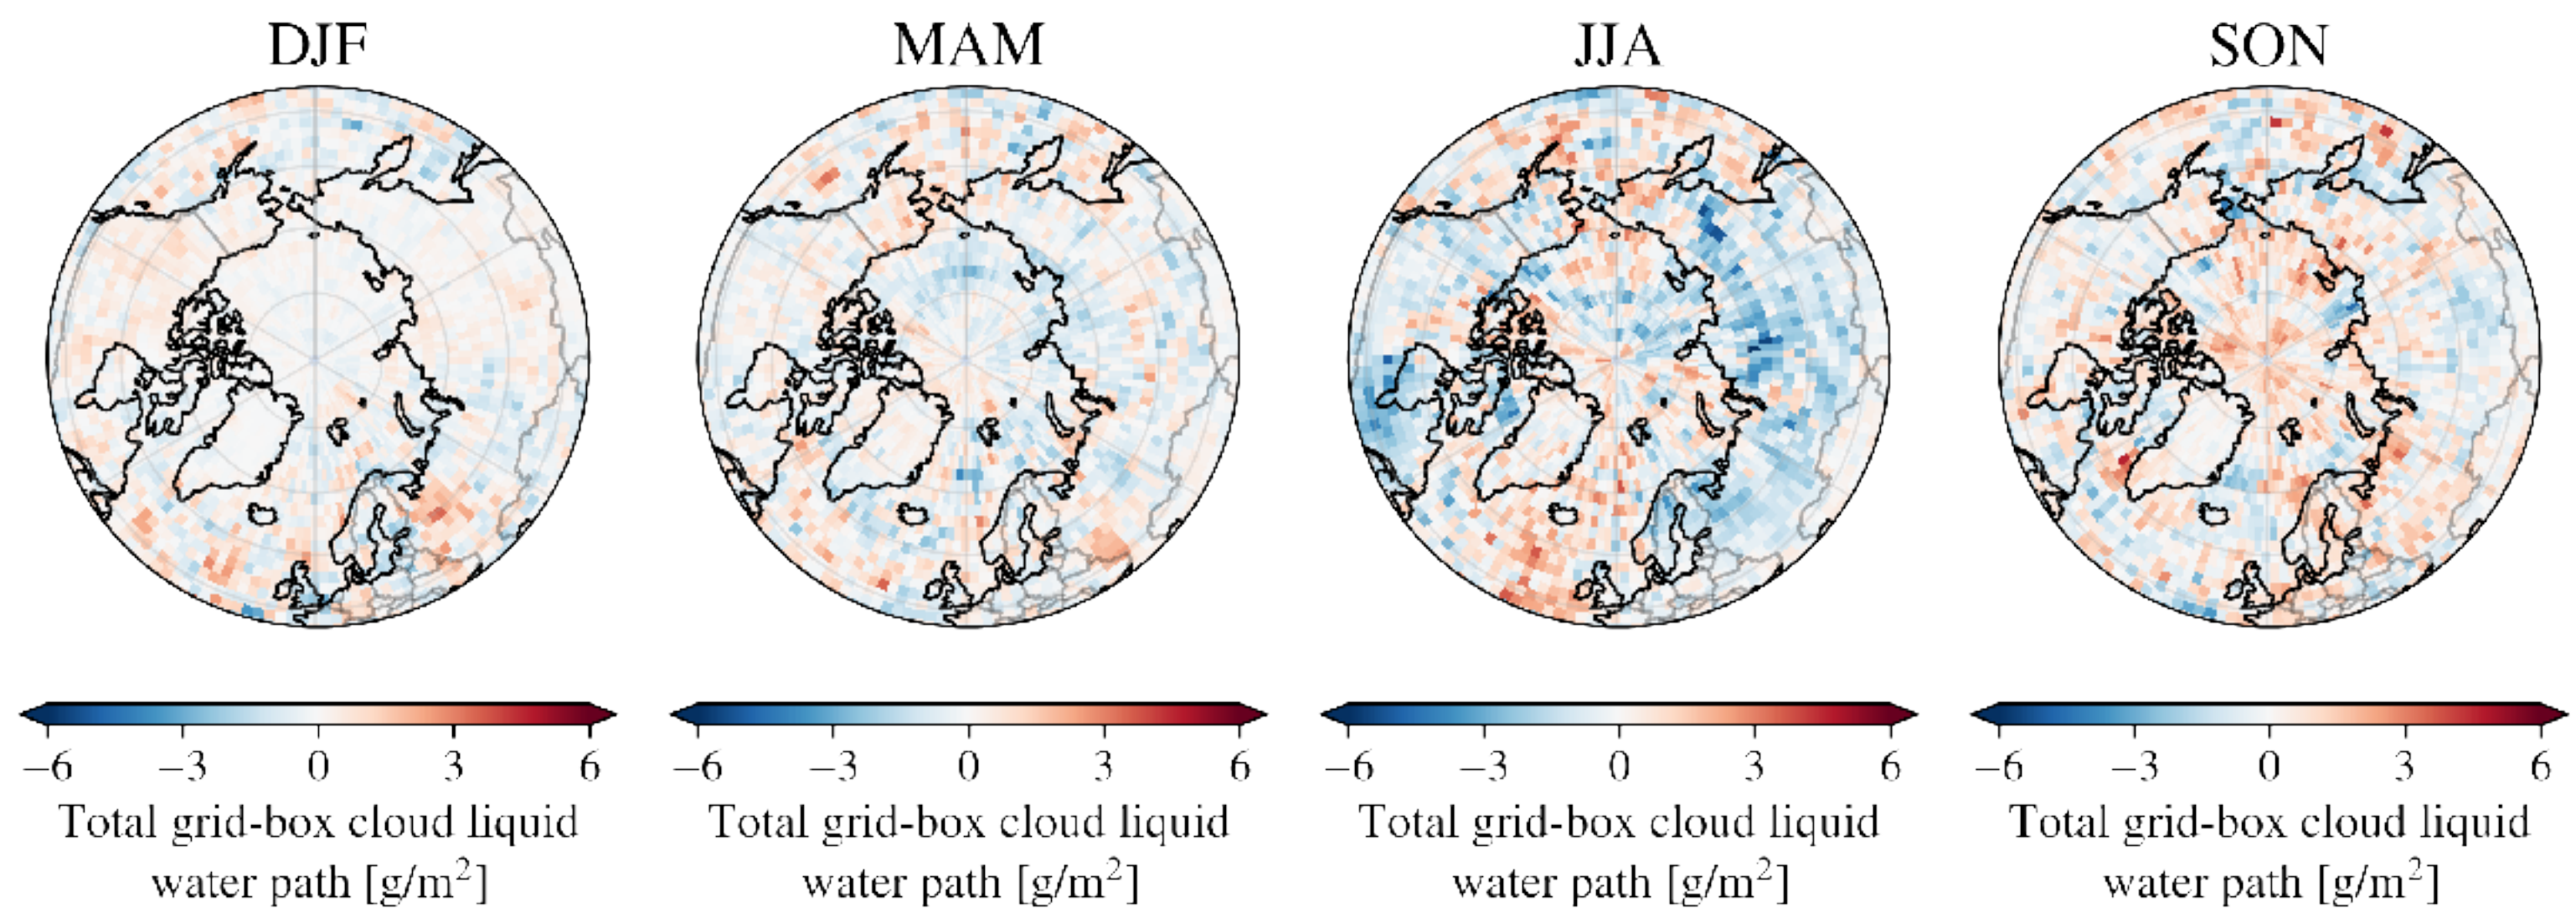 DJF
MAM
JJA
SON
−6 −3 0 3 6
Total grid-box cloud liquid
water path [g/m²]
−6 −3 0 3 6
Total grid-box cloud liquid
water path [g/m²]
−6 −3 0 3 6
Total grid-box cloud liquid
water path [g/m²]
−6 −3 0 3 6
Total grid-box cloud liquid
water path [g/m²]